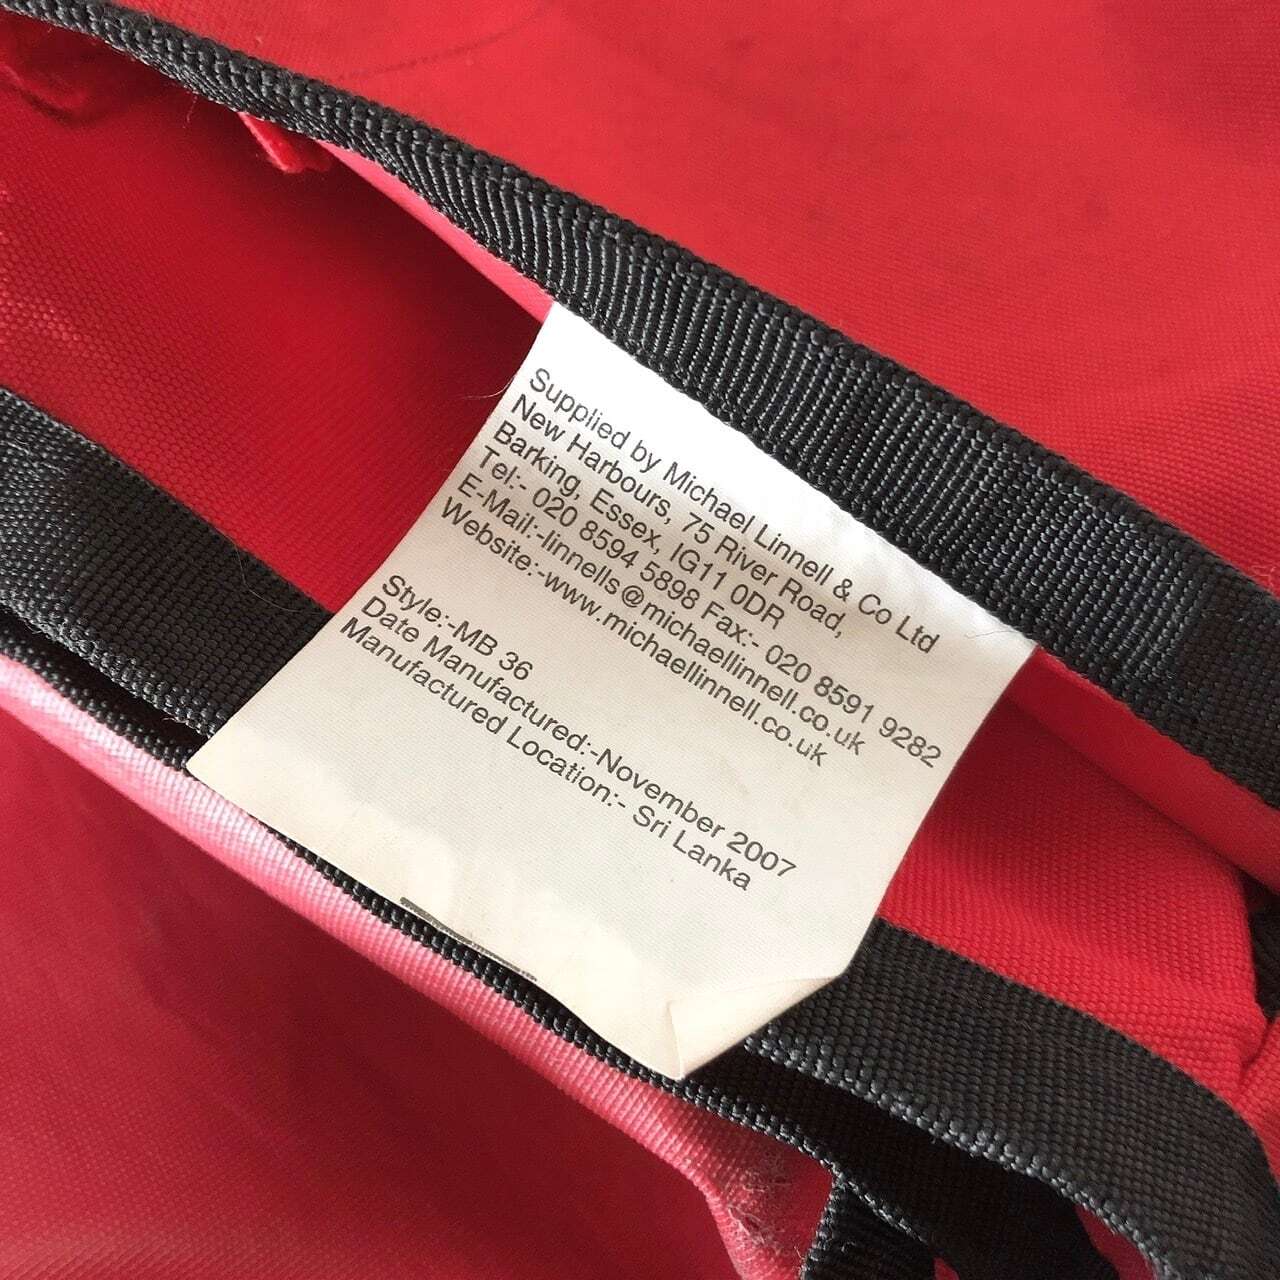 Supplied by Michael Linnell & Co Ltd
New Harbours, 75 River Road,
Barking, Essex, IG11 0DR
Tel:- 020 8594 5898 Fax:- 020 8591 9282
E-Mail:-linnells@michaellinnell.co.uk
Website:-www.michaellinnell.co.uk
Style:-MB 36
Date Manufactured:-November 2007
Manufactured Location:- Sri Lanka